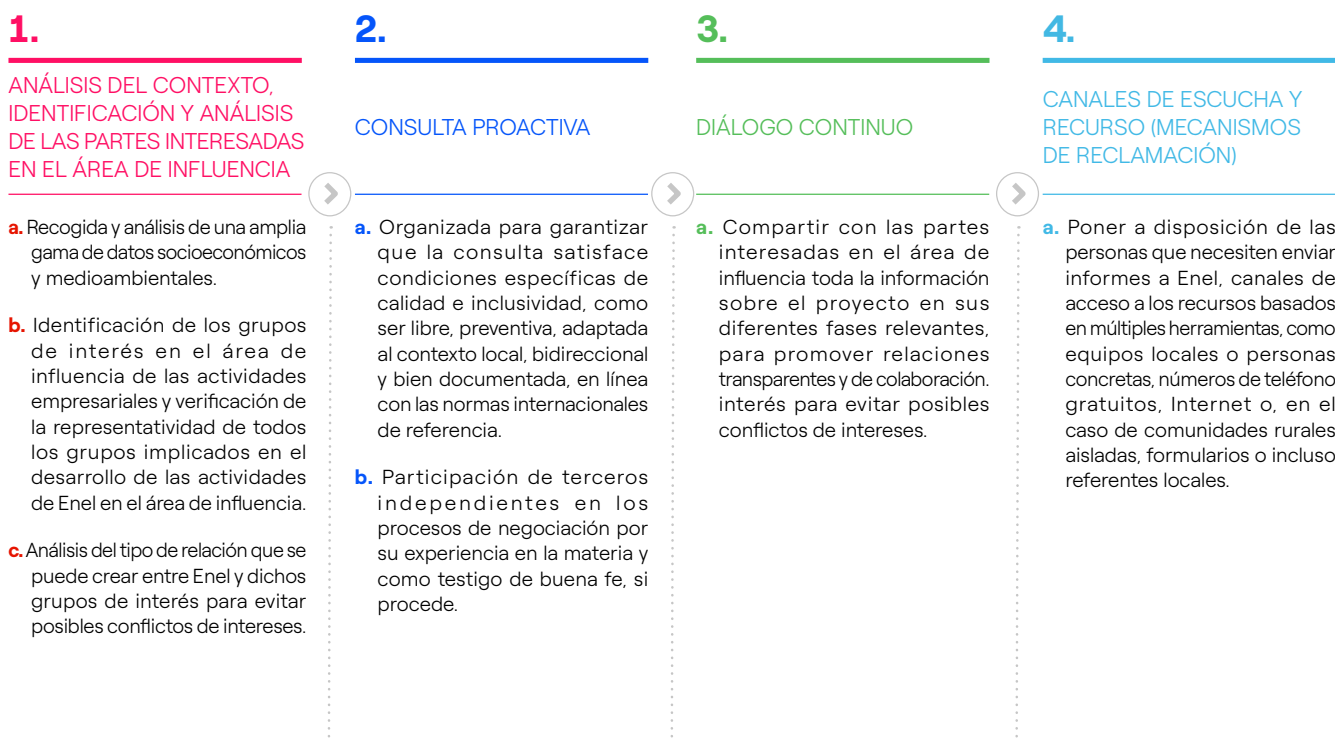 1.
ANÁLISIS DEL CONTEXTO,
IDENTIFICACIÓN Y ANÁLISIS
DE LAS PARTES INTERESADAS
EN EL ÁREA DE INFLUENCIA
a. Recogida y análisis de una amplia
gama de datos socioeconómicos
y medioambientales.
b. Identificación de los grupos
de interés en el área de
influencia de las actividades
empresariales y verificación de
la representatividad de todos
los grupos implicados en el
desarrollo de las actividades
de Enel en el área de influencia.
c. Análisis del tipo de relación que se
puede crear entre Enel y dichos
grupos de interés para evitar
posibles conflictos de intereses.
2.
CONSULTA PROACTIVA
a. Organizada para garantizar
que la consulta satisface
condiciones específicas de
calidad e inclusividad, como
ser libre, preventiva, adaptada
al contexto local, bidireccional
y bien documentada, en línea
con las normas internacionales
de referencia.
b. Participación de terceros
independientes en los
procesos de negociación por
su experiencia en la materia y
como testigo de buena fe, si
procede.
3.
DIÁLOGO CONTINUO
a. Compartir con las partes
interesadas en el área de
influencia toda la información
sobre el proyecto en sus
diferentes fases relevantes,
para promover relaciones
transparentes y de colaboración.
interés para evitar posibles
conflictos de intereses.
4.
CANALES DE ESCUCHA Y
RECURSO (MECANISMOS
DE RECLAMACIÓN)
a. Poner a disposición de las
personas que necesiten enviar
informes a Enel, canales de
acceso a los recursos basados
en múltiples herramientas, como
equipos locales o personas
concretas, números de teléfono
gratuitos, Internet o, en el
caso de comunidades rurales
aisladas, formularios o incluso
referentes locales.